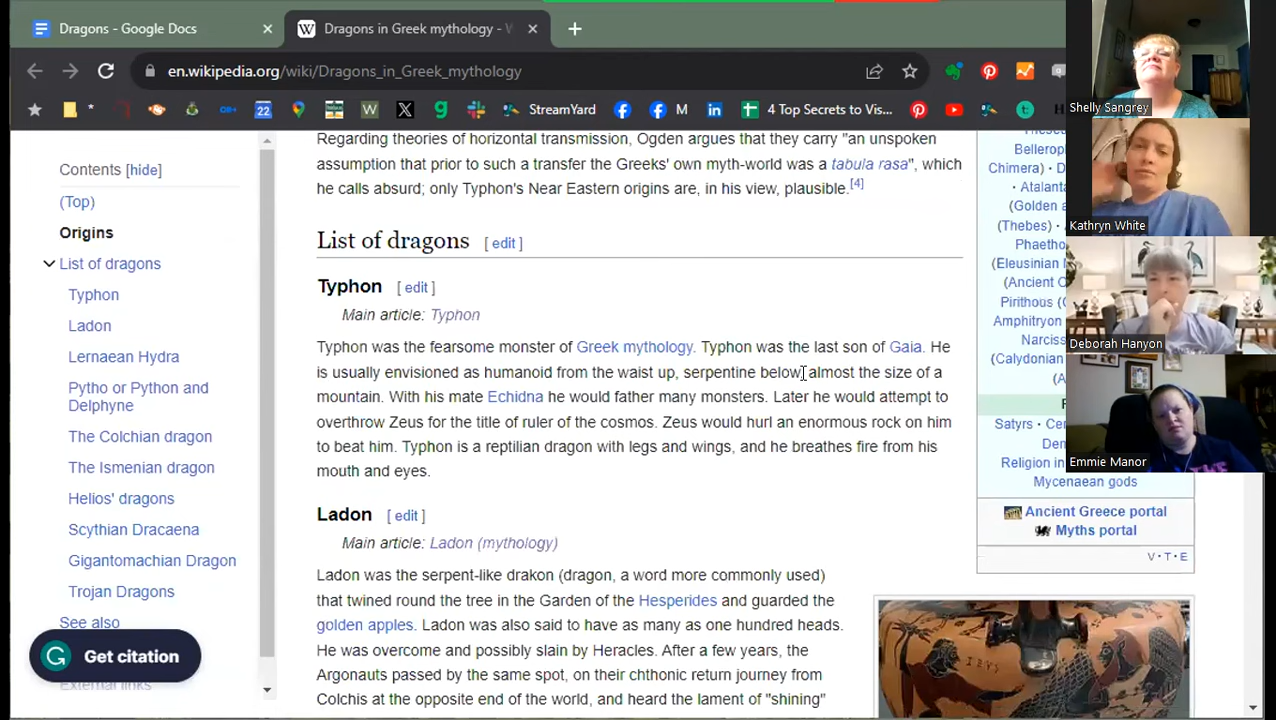 Dragons - Google Docs
Dragons in Greek mythology - W
en.wikipedia.org/wiki/Dragons_in_Greek_mythology
22
W
X
StreamYard
M
4 Top Secrets to Vis...
Contents [hide]
(Top)
Origins
List of dragons
Typhon
Ladon
Lernaean Hydra
Pytho or Python and
Delphyne
The Colchian dragon
The Ismenian dragon
Helios' dragons
Scythian Dracaena
Gigantomachian Dragon
Trojan Dragons
See also
External links
Get citation
Regarding theories of horizontal transmission, Ogden argues that they carry "an unspoken
assumption that prior to such a transfer the Greeks' own myth-world was a tabula rasa", which
he calls absurd; only Typhon's Near Eastern origins are, in his view, plausible.[4]
List of dragons [ edit ]
Typhon [ edit ]
Main article: Typhon
Typhon was the fearsome monster of Greek mythology. Typhon was the last son of Gaia. He
is usually envisioned as humanoid from the waist up, serpentine below, almost the size of a
mountain. With his mate Echidna he would father many monsters. Later he would attempt to
overthrow Zeus for the title of ruler of the cosmos. Zeus would hurl an enormous rock on him
to beat him. Typhon is a reptilian dragon with legs and wings, and he breathes fire from his
mouth and eyes.
Ladon [ edit ]
Main article: Ladon (mythology)
Ladon was the serpent-like drakon (dragon, a word more commonly used)
that twined round the tree in the Garden of the Hesperides and guarded the
golden apples. Ladon was also said to have as many as one hundred heads.
He was overcome and possibly slain by Heracles. After a few years, the
Argonauts passed by the same spot, on their chthonic return journey from
Colchis at the opposite end of the world, and heard the lament of "shining"
Chimera)
Atalanta
(Golden
(Thebes)
(Eleusinian
(Ancient
Pirithous
Amphitryon
(Calydonian
Satyrs
Religion in
Mycenaean gods
Ancient Greece portal
Myths portal
V · T · E
Shelly Sangrey
Kathryn White
Deborah Hanyon
Emmie Manor